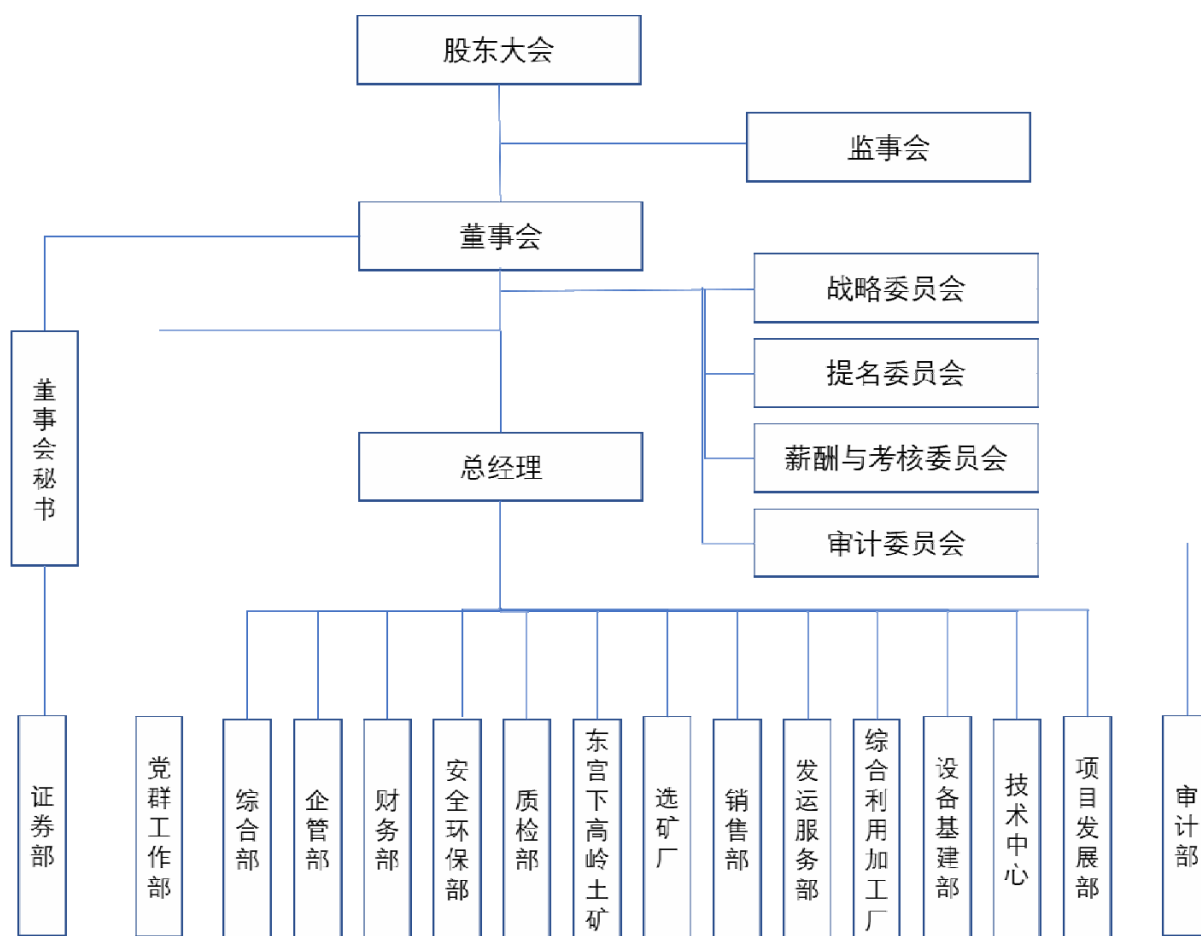 股东大会
监事会
董事会
战略委员会
提名委员会
薪酬与考核委员会
审计委员会
董事会秘书
总经理
证券部
党群工作部
综合部
企管部
财务部
安全环保部
质检部
东宫下高岭土矿
选矿厂
销售部
发运服务部
综合利用加工厂
设备基建部
技术中心
项目发展部
审计部